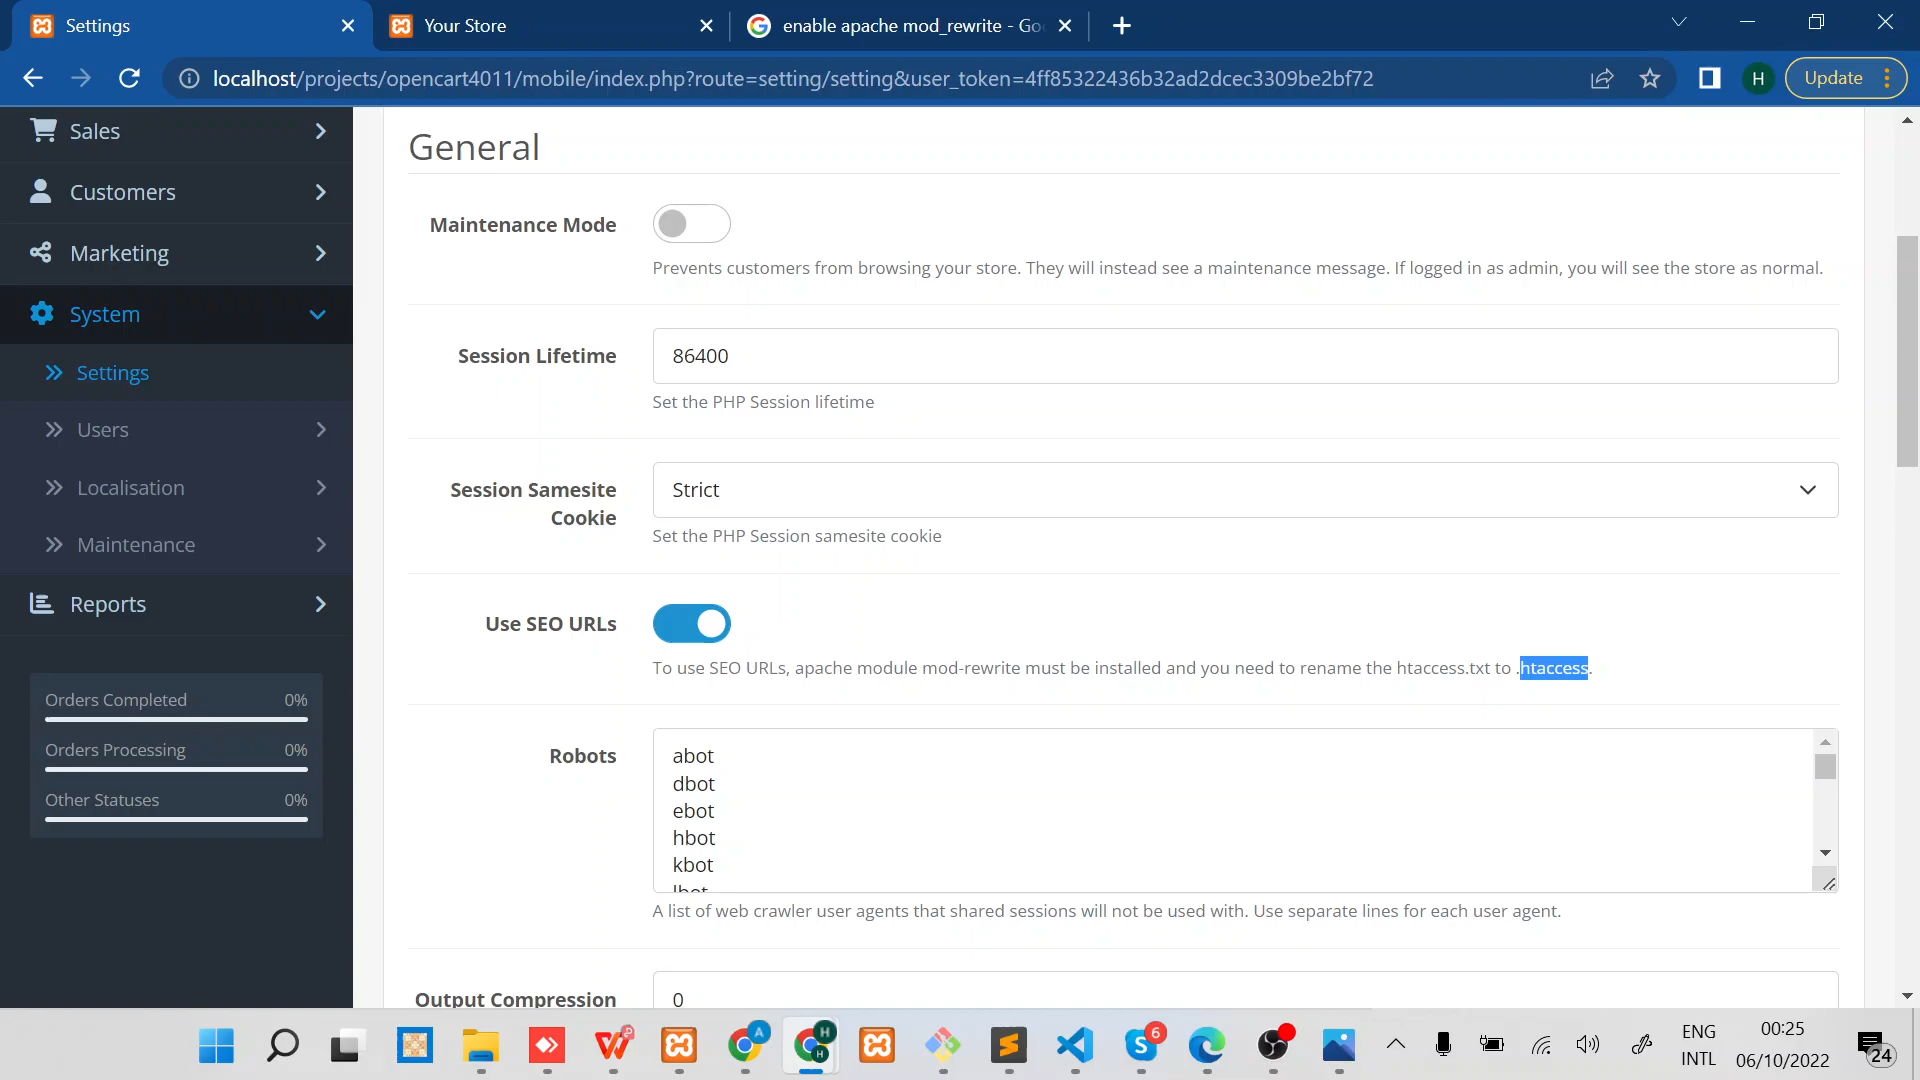 Settings
Your Store
enable apache mod_rewrite - Go
localhost/projects/opencart4011/mobile/index.php?route=setting/setting&user_token=4ff85322436b32ad2dcec3309be2bf72
H
Update
Sales
Customers
Marketing
System
Settings
Users
Localisation
Maintenance
Reports
Orders Completed 0%
Orders Processing 0%
Other Statuses 0%
General
Maintenance Mode
Prevents customers from browsing your store. They will instead see a maintenance message. If logged in as admin, you will see the store as normal.
Session Lifetime
86400
Set the PHP Session lifetime
Session Samesite
Cookie
Strict
Set the PHP Session samesite cookie
Use SEO URLs
To use SEO URLs, apache module mod-rewrite must be installed and you need to rename the htaccess.txt to .htaccess.
Robots
abot
dbot
ebot
hbot
kbot
lbot
A list of web crawler user agents that shared sessions will not be used with. Use separate lines for each user agent.
Output Compression
0
A
H
H
6
ENG
INTL
00:25
06/10/2022
24